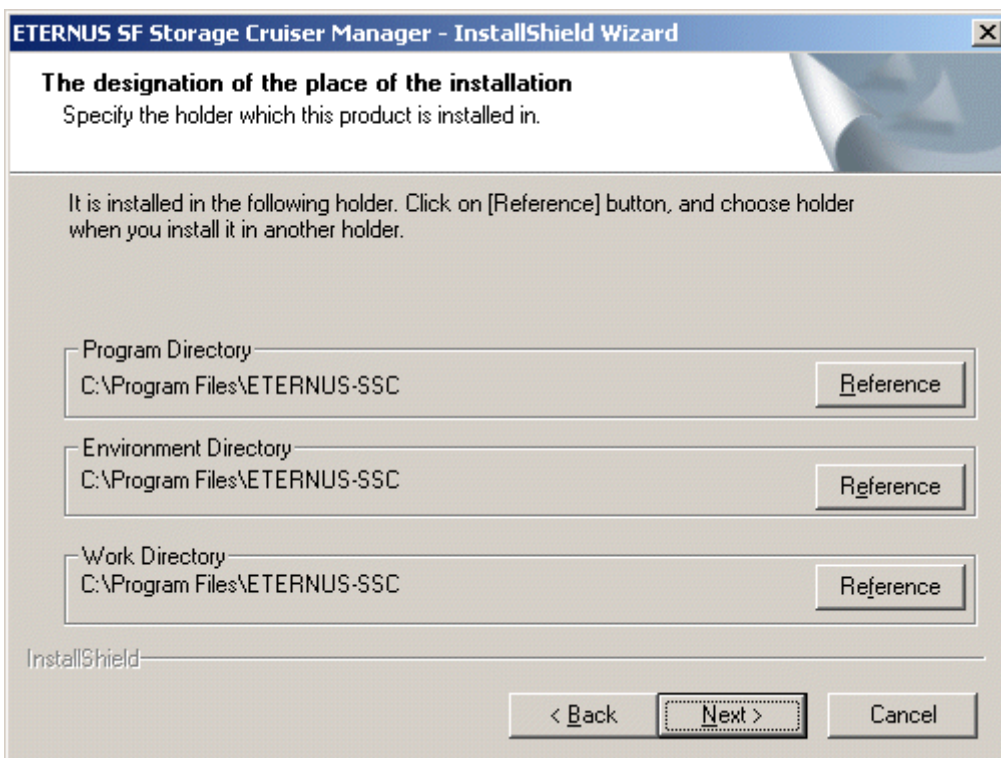 ETERNUS SF Storage Cruiser Manager - InstallShield Wizard
The designation of the place of the installation
Specify the holder which this product is installed in.
It is installed in the following holder. Click on [Reference] button, and choose holder
when you install it in another holder.
Program Directory
C:\Program Files\ETERNUS-SSC
Reference
Environment Directory
C:\Program Files\ETERNUS-SSC
Reference
Work Directory
C:\Program Files\ETERNUS-SSC
Reference
InstallShield
< Back
Next >
Cancel